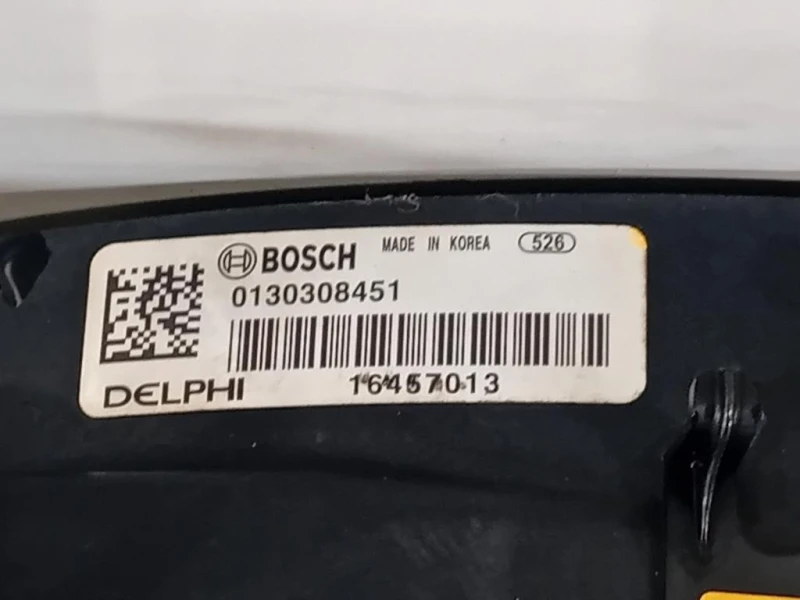 BOSCH MADE IN KOREA 526
0130308451
DELPHI 16457013